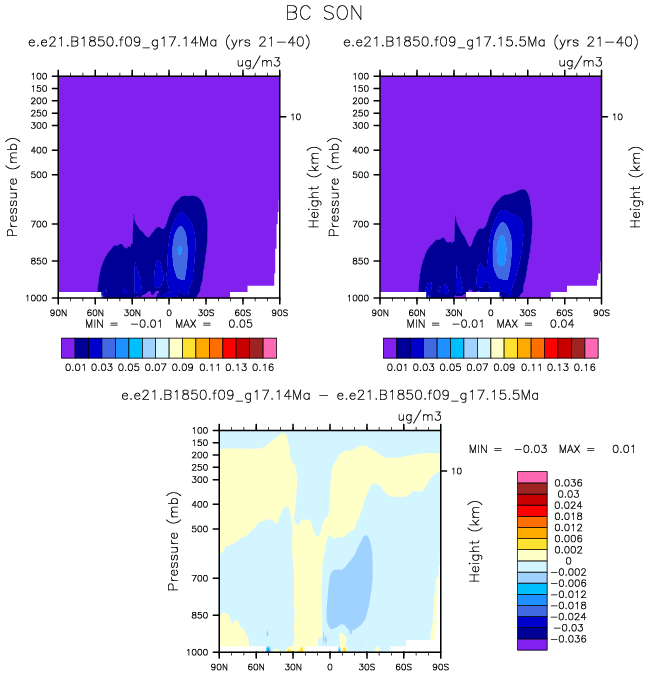 BC SON
e.e21.B1850.f09_g17.14Ma (yrs 21-40)
ug/m3
100
150
200
250
300
400
500
700
850
1000
Pressure (mb)
10
Height (km)
90N 60N 30N 0 30S 60S 90S
MIN = -0.01 MAX = 0.05
0.01 0.03 0.05 0.07 0.09 0.11 0.13 0.16
e.e21.B1850.f09_g17.15.5Ma (yrs 21-40)
ug/m3
100
150
200
250
300
400
500
700
850
1000
Pressure (mb)
10
Height (km)
90N 60N 30N 0 30S 60S 90S
MIN = -0.01 MAX = 0.04
0.01 0.03 0.05 0.07 0.09 0.11 0.13 0.16
e.e21.B1850.f09_g17.14Ma - e.e21.B1850.f09_g17.15.5Ma
ug/m3
100
150
200
250
300
400
500
700
850
1000
Pressure (mb)
10
Height (km)
90N 60N 30N 0 30S 60S 90S
MIN = -0.03 MAX = 0.01
0.036
0.03
0.024
0.018
0.012
0.006
0.002
0
-0.002
-0.006
-0.012
-0.018
-0.024
-0.03
-0.036